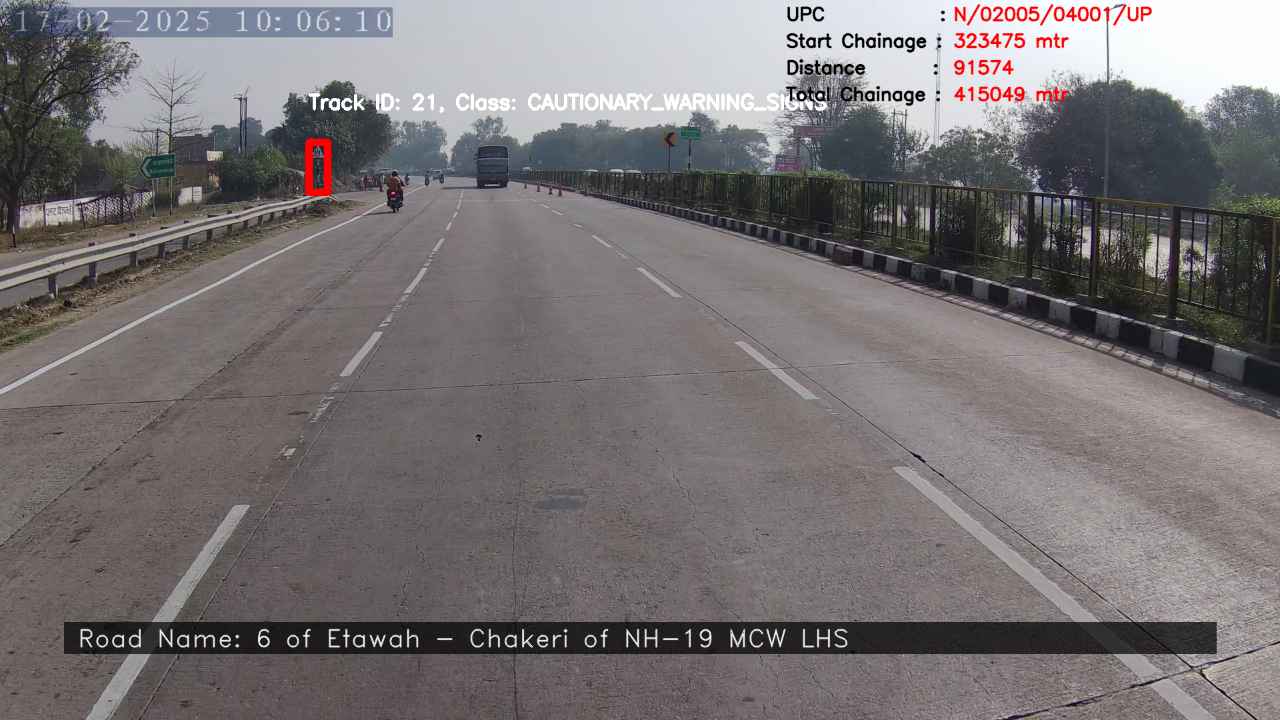 17-02-2025 10:06:10
UPC : N/02005/04001/UP
Start Chainage : 323475 mtr
Distance : 91574
Total Chainage : 415049 mtr
Track ID: 21, Class: CAUTIONARY_WARNING_SIGNS
Road Name: 6 of Etawah - Chakeri of NH-19 MCW LHS